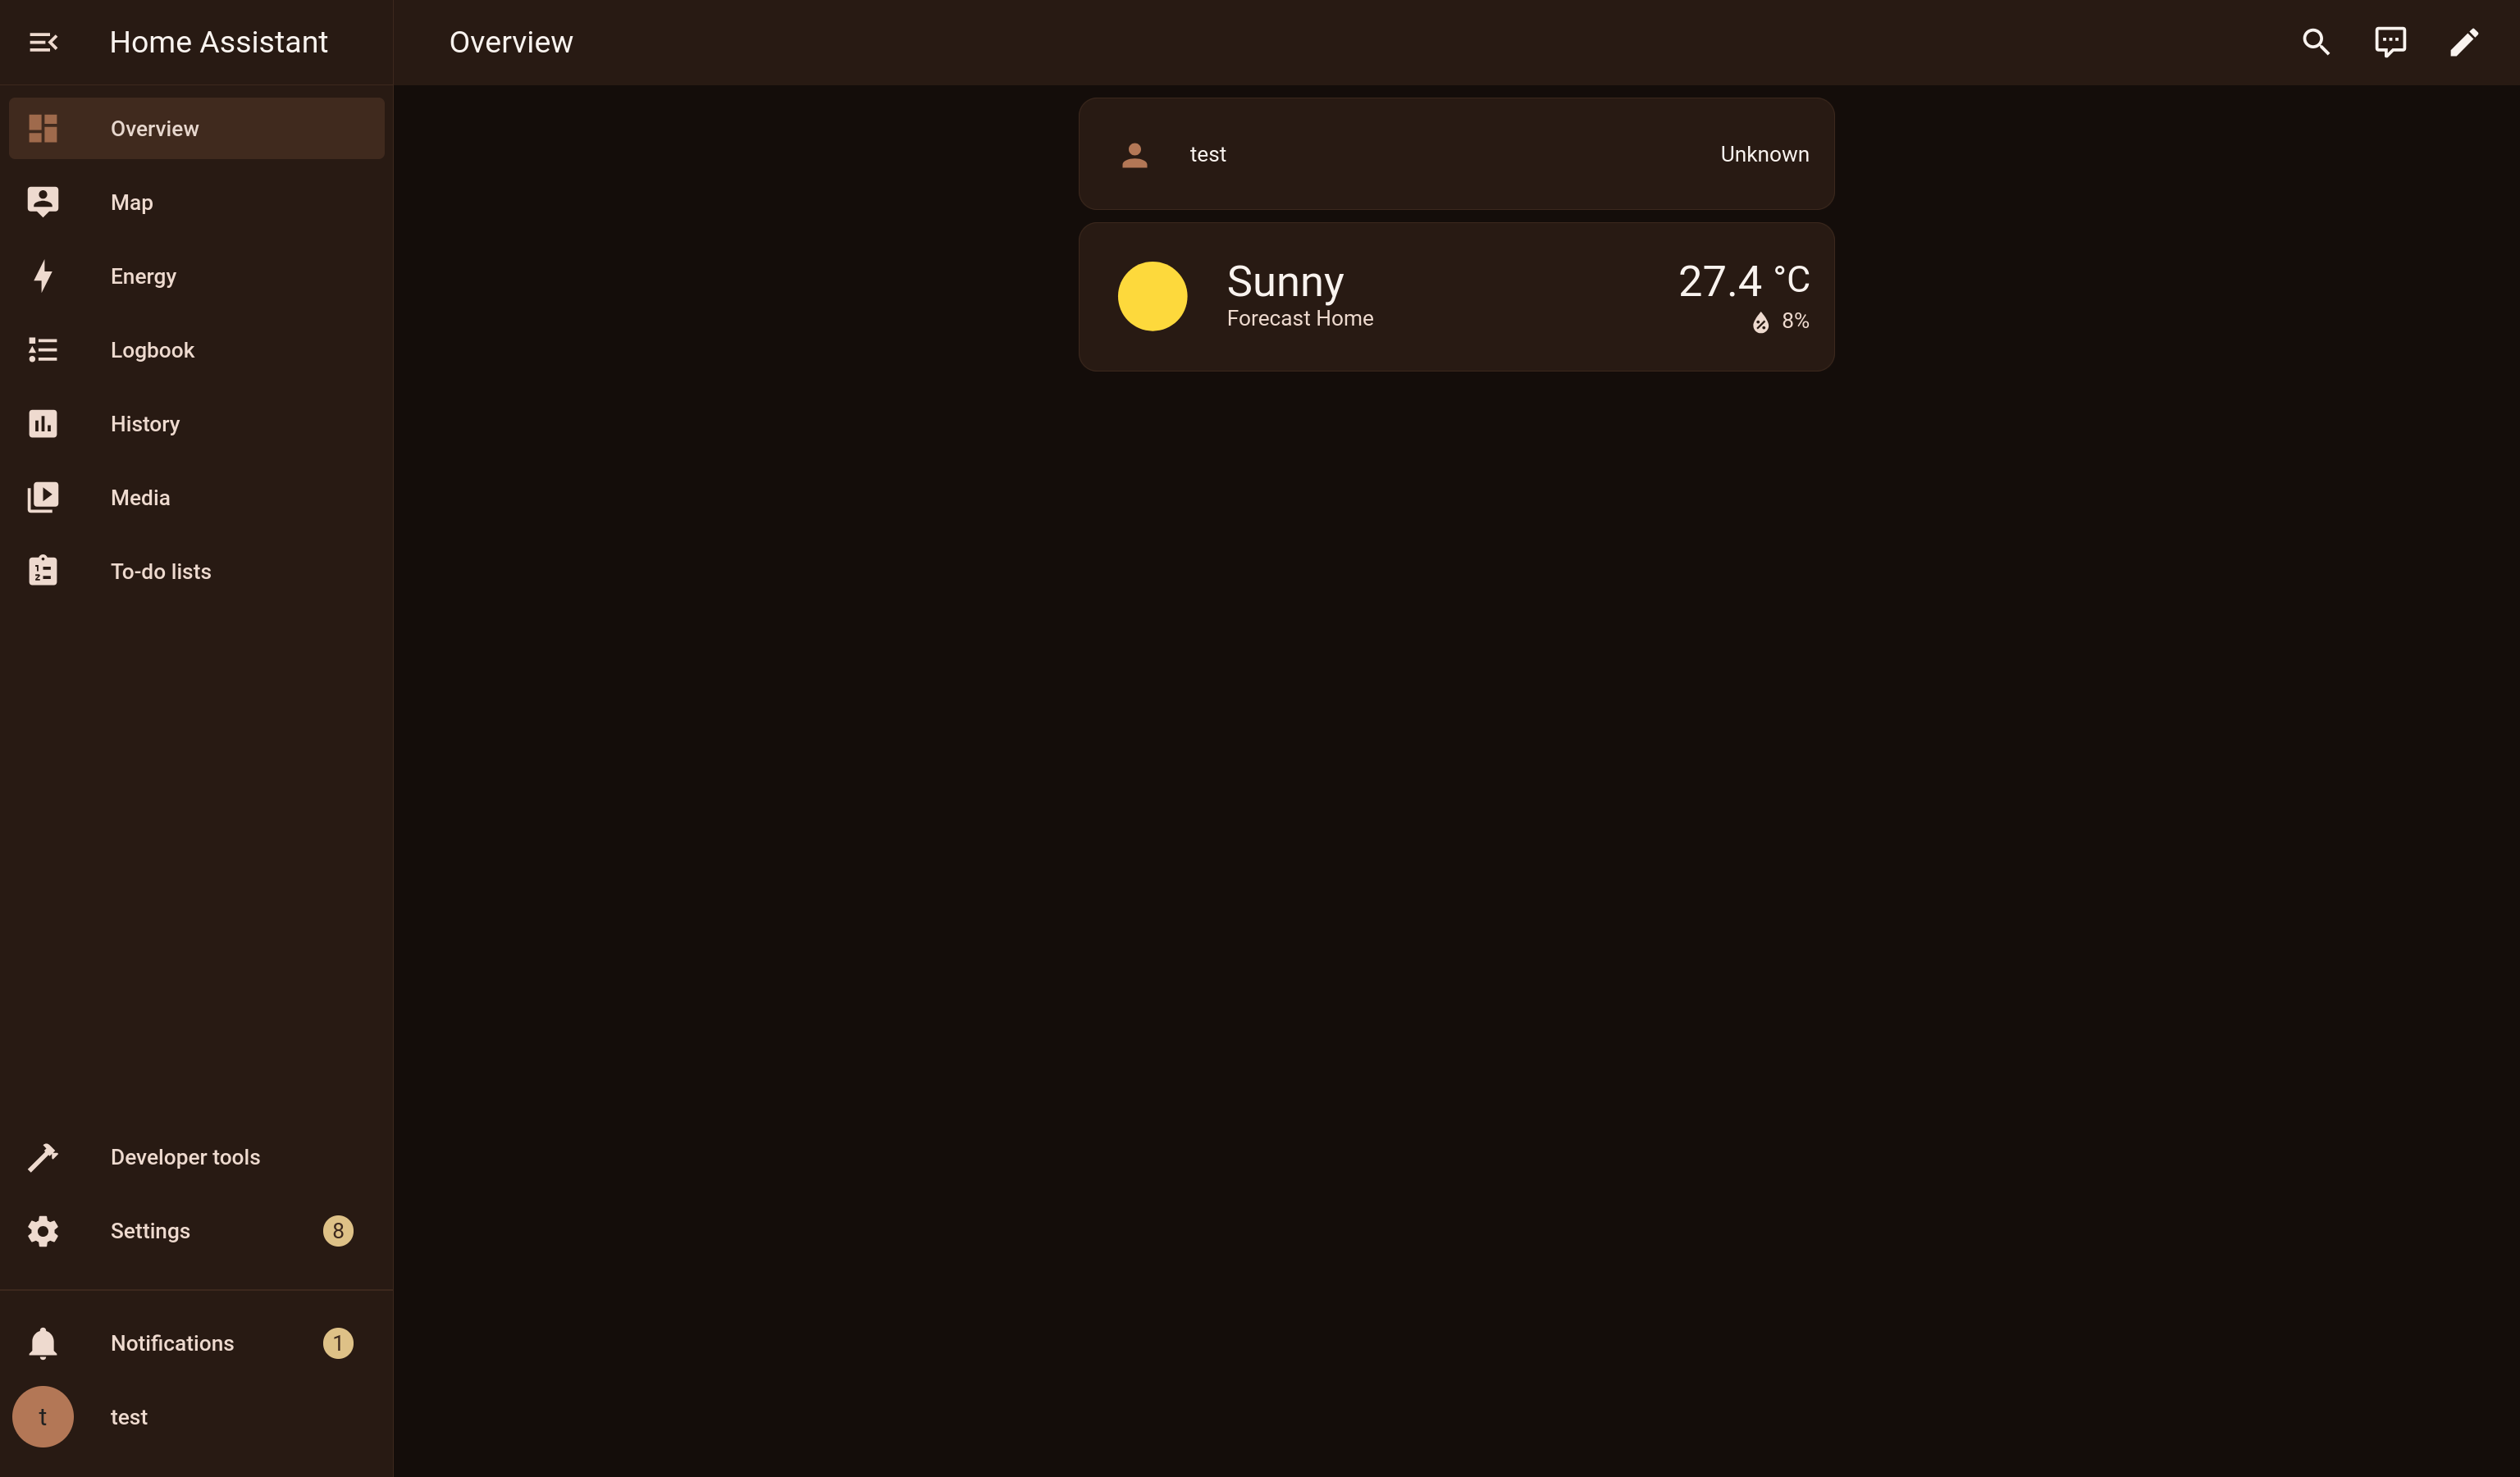 Home Assistant
Overview
Overview
Map
Energy
Logbook
History
Media
To-do lists
Developer tools
Settings 8
Notifications 1
t test
test Unknown
Sunny 27.4 °C
Forecast Home 8%